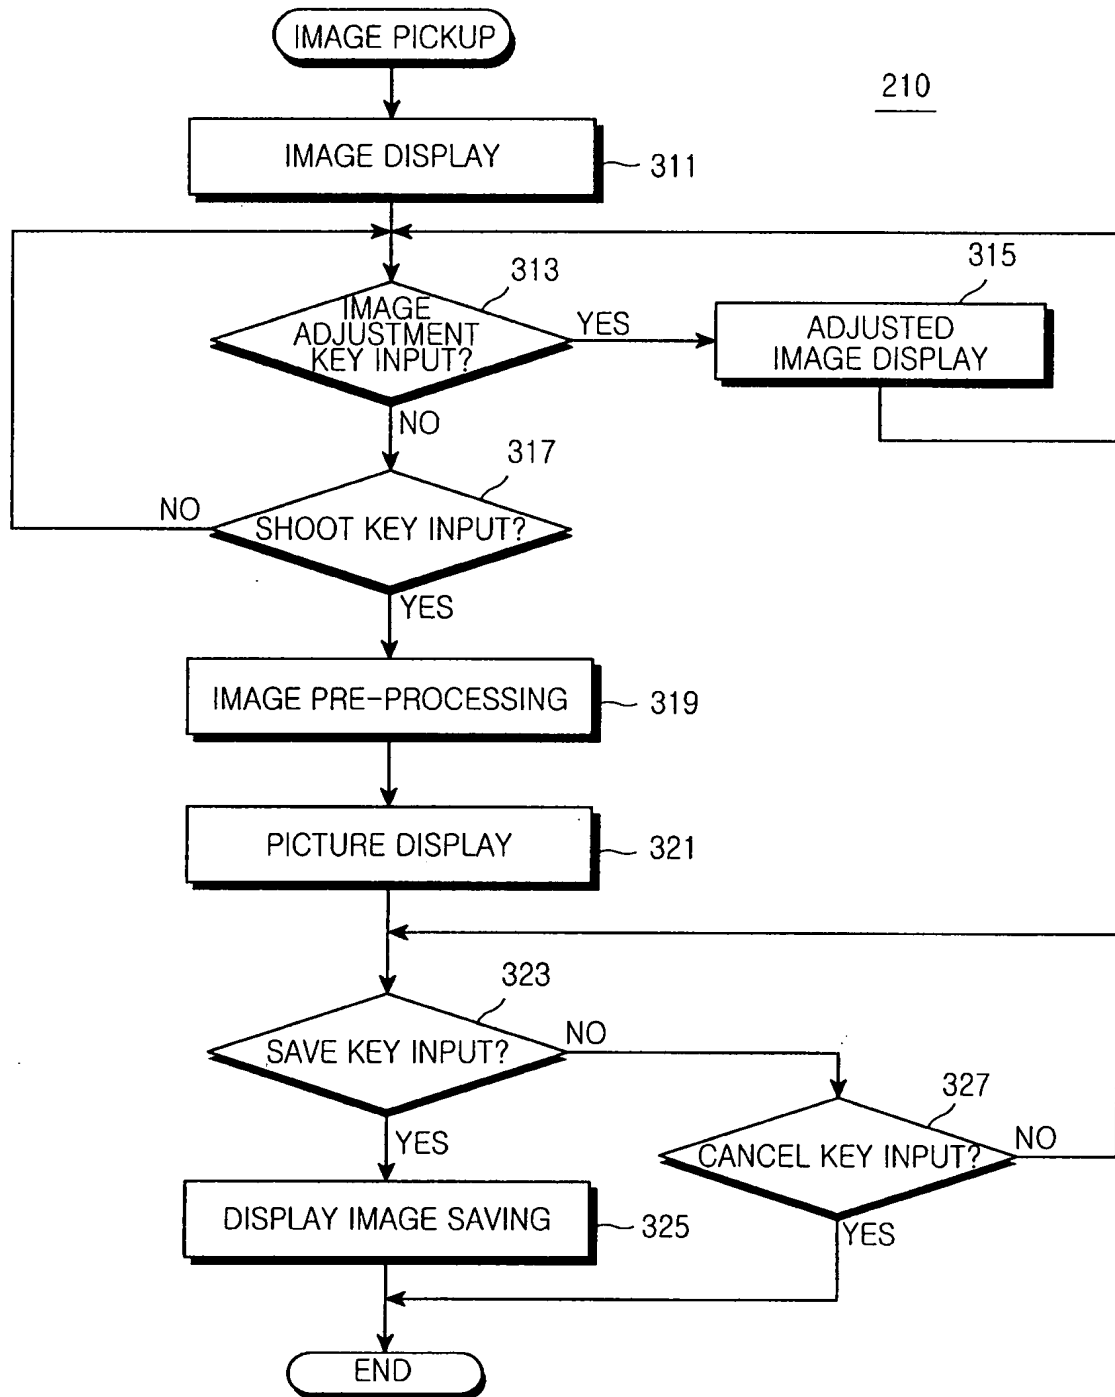 IMAGE PICKUP
210
IMAGE DISPLAY
311
313
IMAGE
ADJUSTMENT
KEY INPUT?
YES
315
ADJUSTED
IMAGE DISPLAY
NO
317
NO
SHOOT KEY INPUT?
YES
IMAGE PRE-PROCESSING
319
PICTURE DISPLAY
321
323
SAVE KEY INPUT?
NO
327
CANCEL KEY INPUT?
NO
YES
DISPLAY IMAGE SAVING
325
YES
END